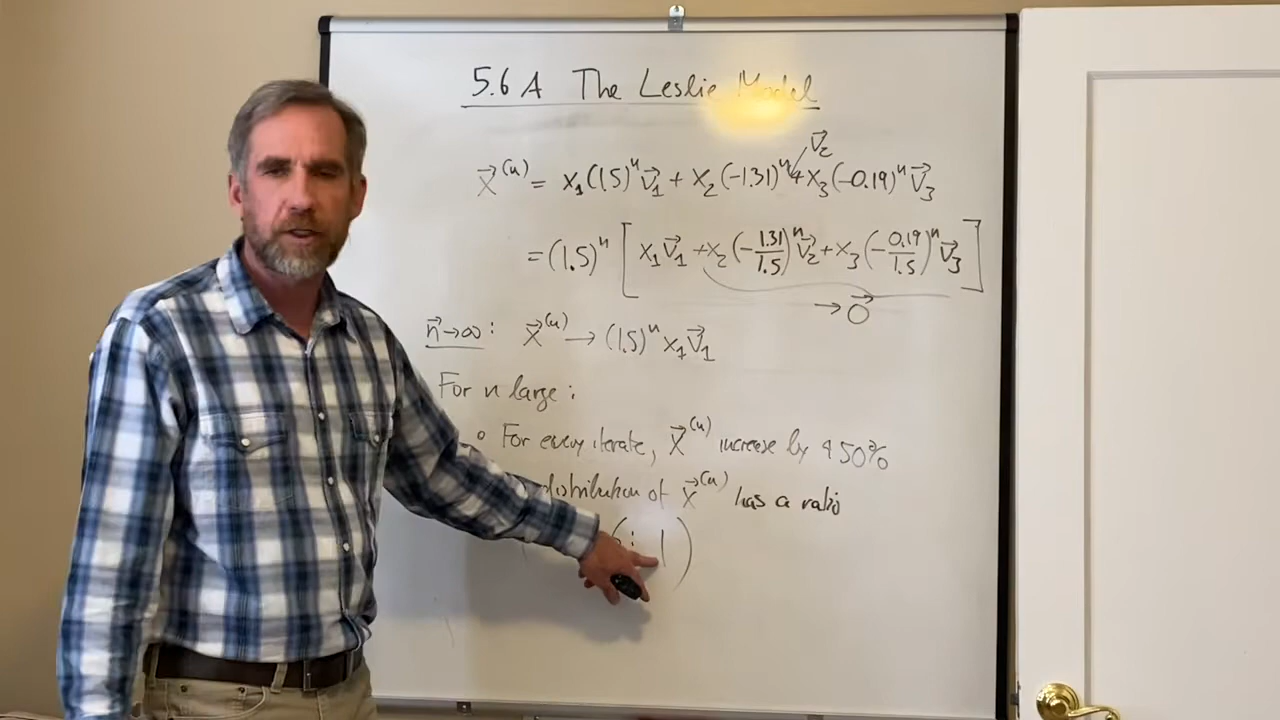 5.6 A The Leslie Model
x⃗⁽ⁿ⁾ = x₁(1.5)ⁿ v⃗₁ + x₂(-1.31)ⁿ v⃗₂ + x₃(-0.19)ⁿ v⃗₃
= (1.5)ⁿ [ x₁v⃗₁ + x₂(-1.31/1.5)ⁿ v⃗₂ + x₃(-0.19/1.5)ⁿ v⃗₃ ]
→ 0⃗
n⃗→∞: x⃗⁽ⁿ⁾ → (1.5)ⁿ x₁v⃗₁
For n large:
° For every iterate, x⃗⁽ⁿ⁾ increase by 50%
distribution of x⃗⁽ⁿ⁾ has a ratio
: 1)